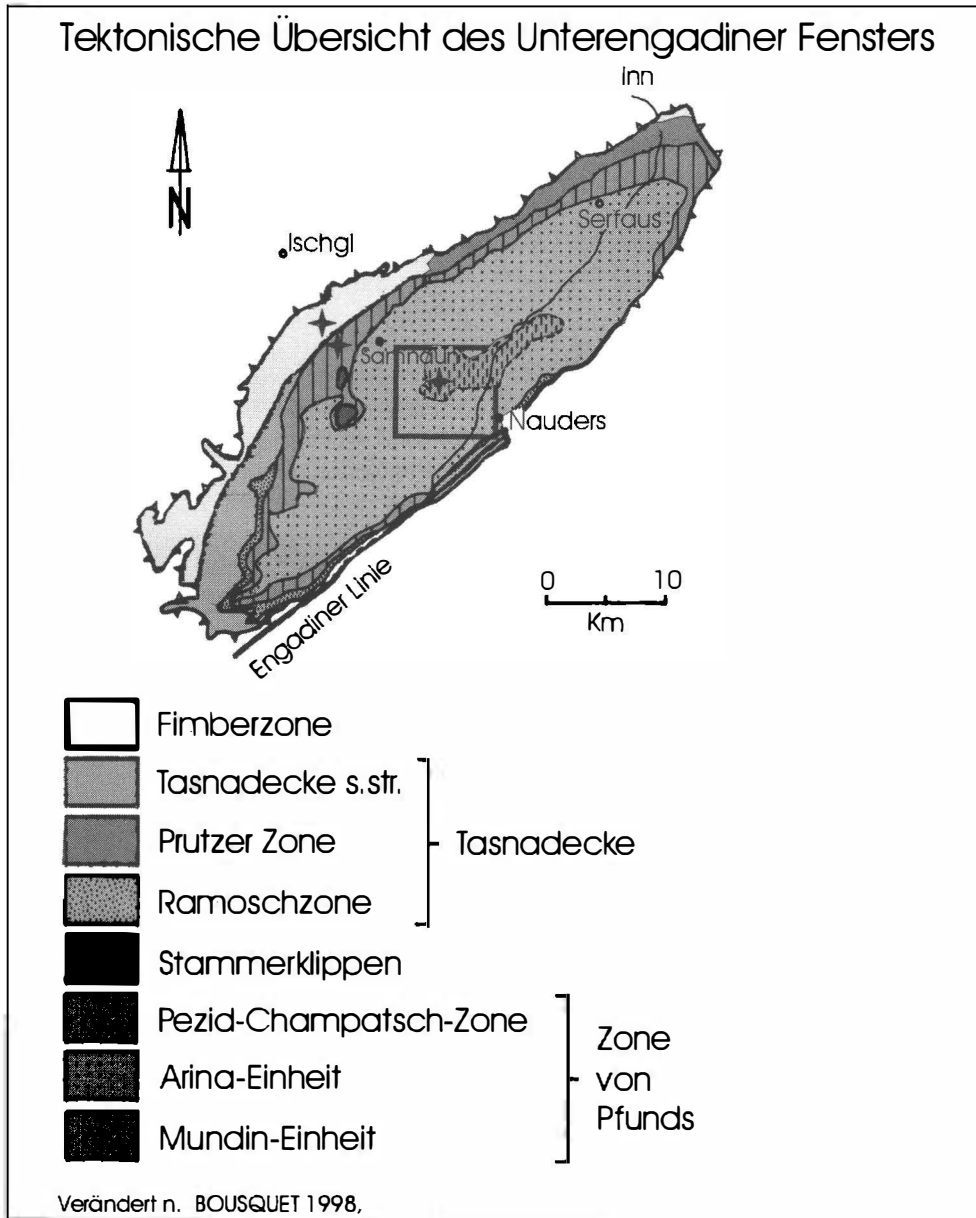 Tektonische Übersicht des Unterengadiner Fensters
Inn
N
Ischgl
Serfaus
Samnaun
Nauders
Engadiner Linie
0 10
Km
Fimberzone
Tasnadecke s.str.
Prutzer Zone
Ramoschzone
Tasnadecke
Stammerklippen
Pezid-Champatsch-Zone
Arina-Einheit
Mundin-Einheit
Zone
von
Pfunds
Verändert n. BOUSQUET 1998,